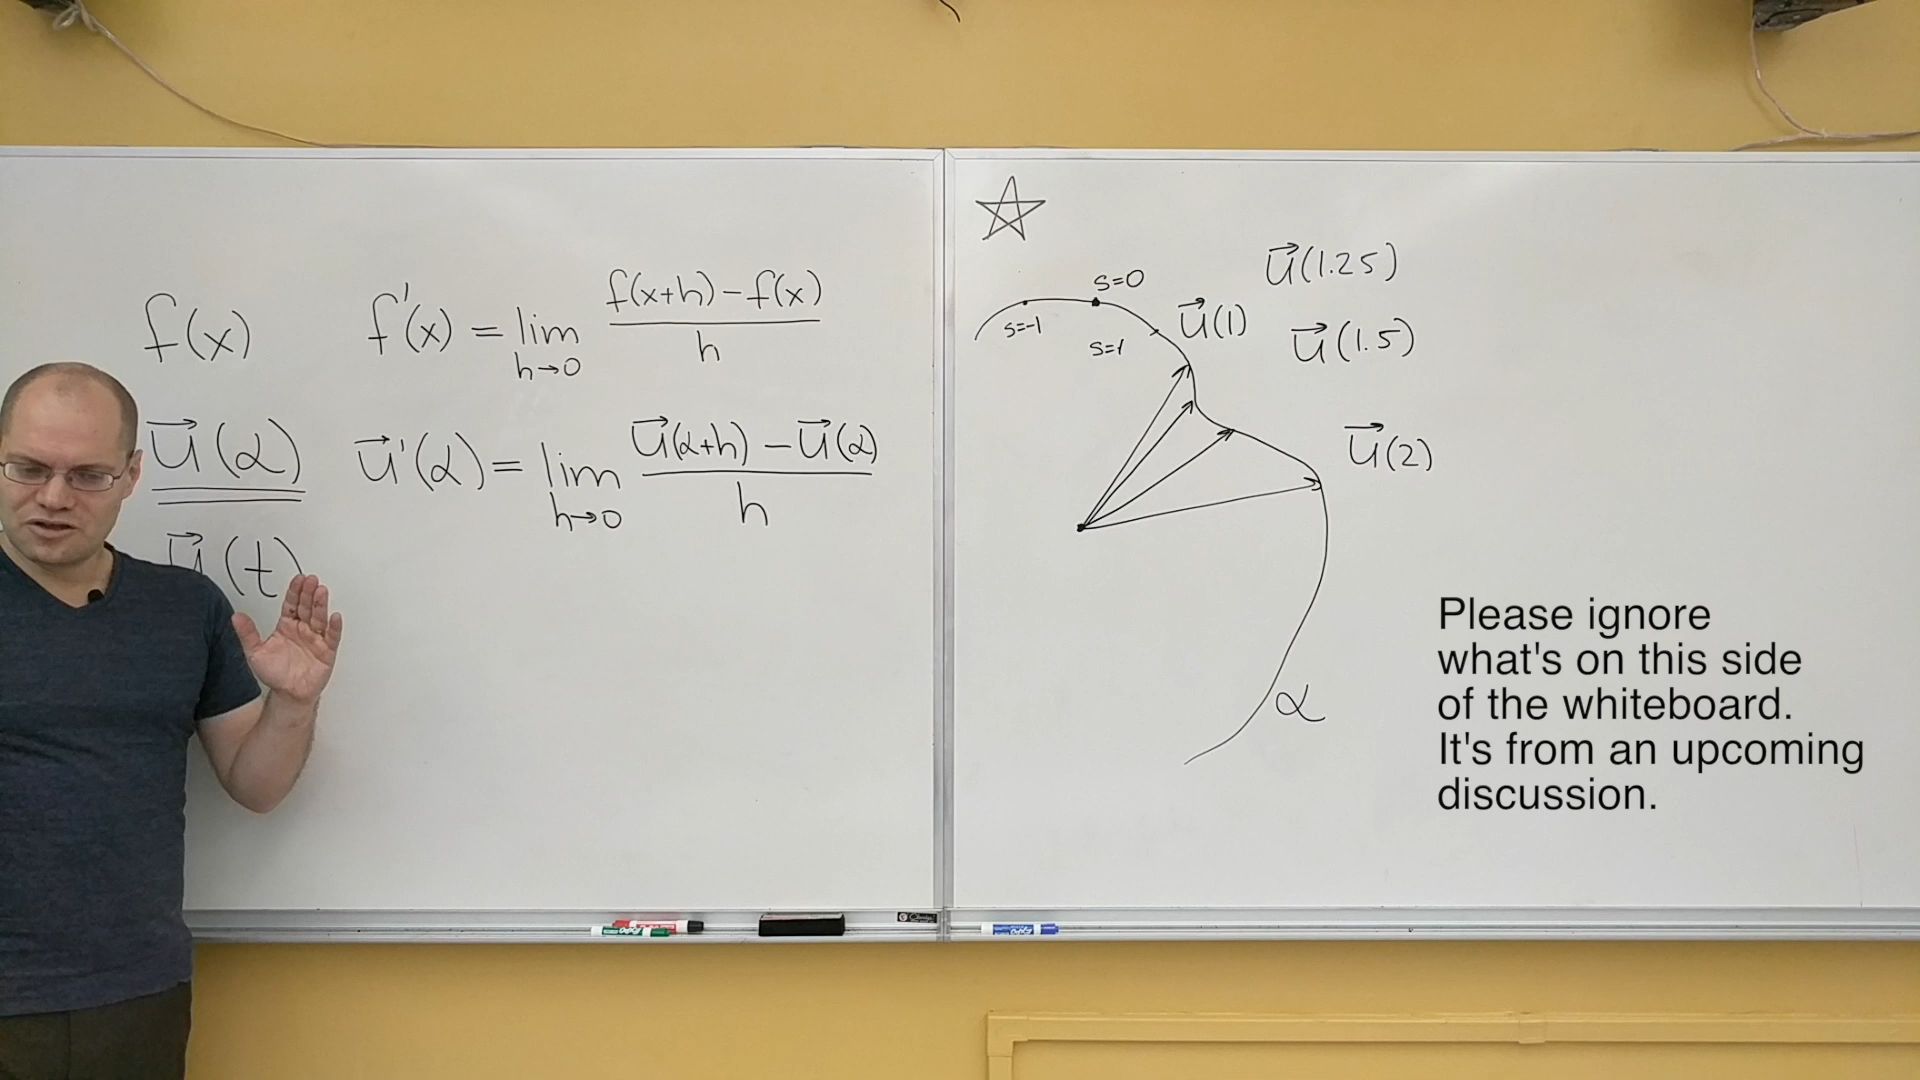 f(x) f'(x) = lim h→0 f(x+h) − f(x) / h
u⃗(α) u⃗'(α) = lim h→0 u⃗(α+h) − u⃗(α) / h
u⃗(t)
s=0
s=-1
s=1
u⃗(1)
u⃗(1.25)
u⃗(1.5)
u⃗(2)
α
Please ignore
what's on this side
of the whiteboard.
It's from an upcoming
discussion.
EXPO